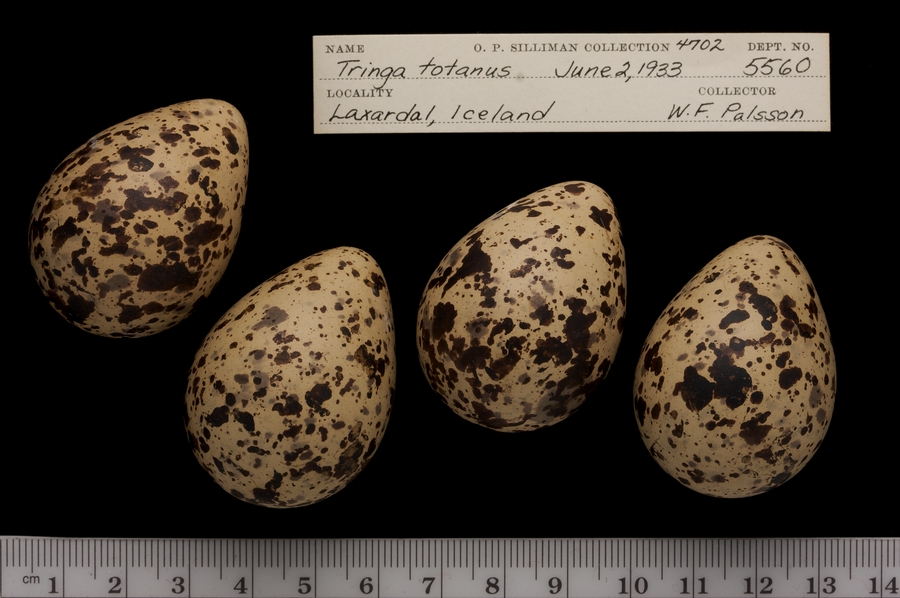 NAME O. P. SILLIMAN COLLECTION 4702 DEPT. NO.
Tringa totanus June 2, 1933 5560
LOCALITY COLLECTOR
Laxardal, Iceland W. F. Palsson
cm 1 2 3 4 5 6 7 8 9 10 11 12 13 14